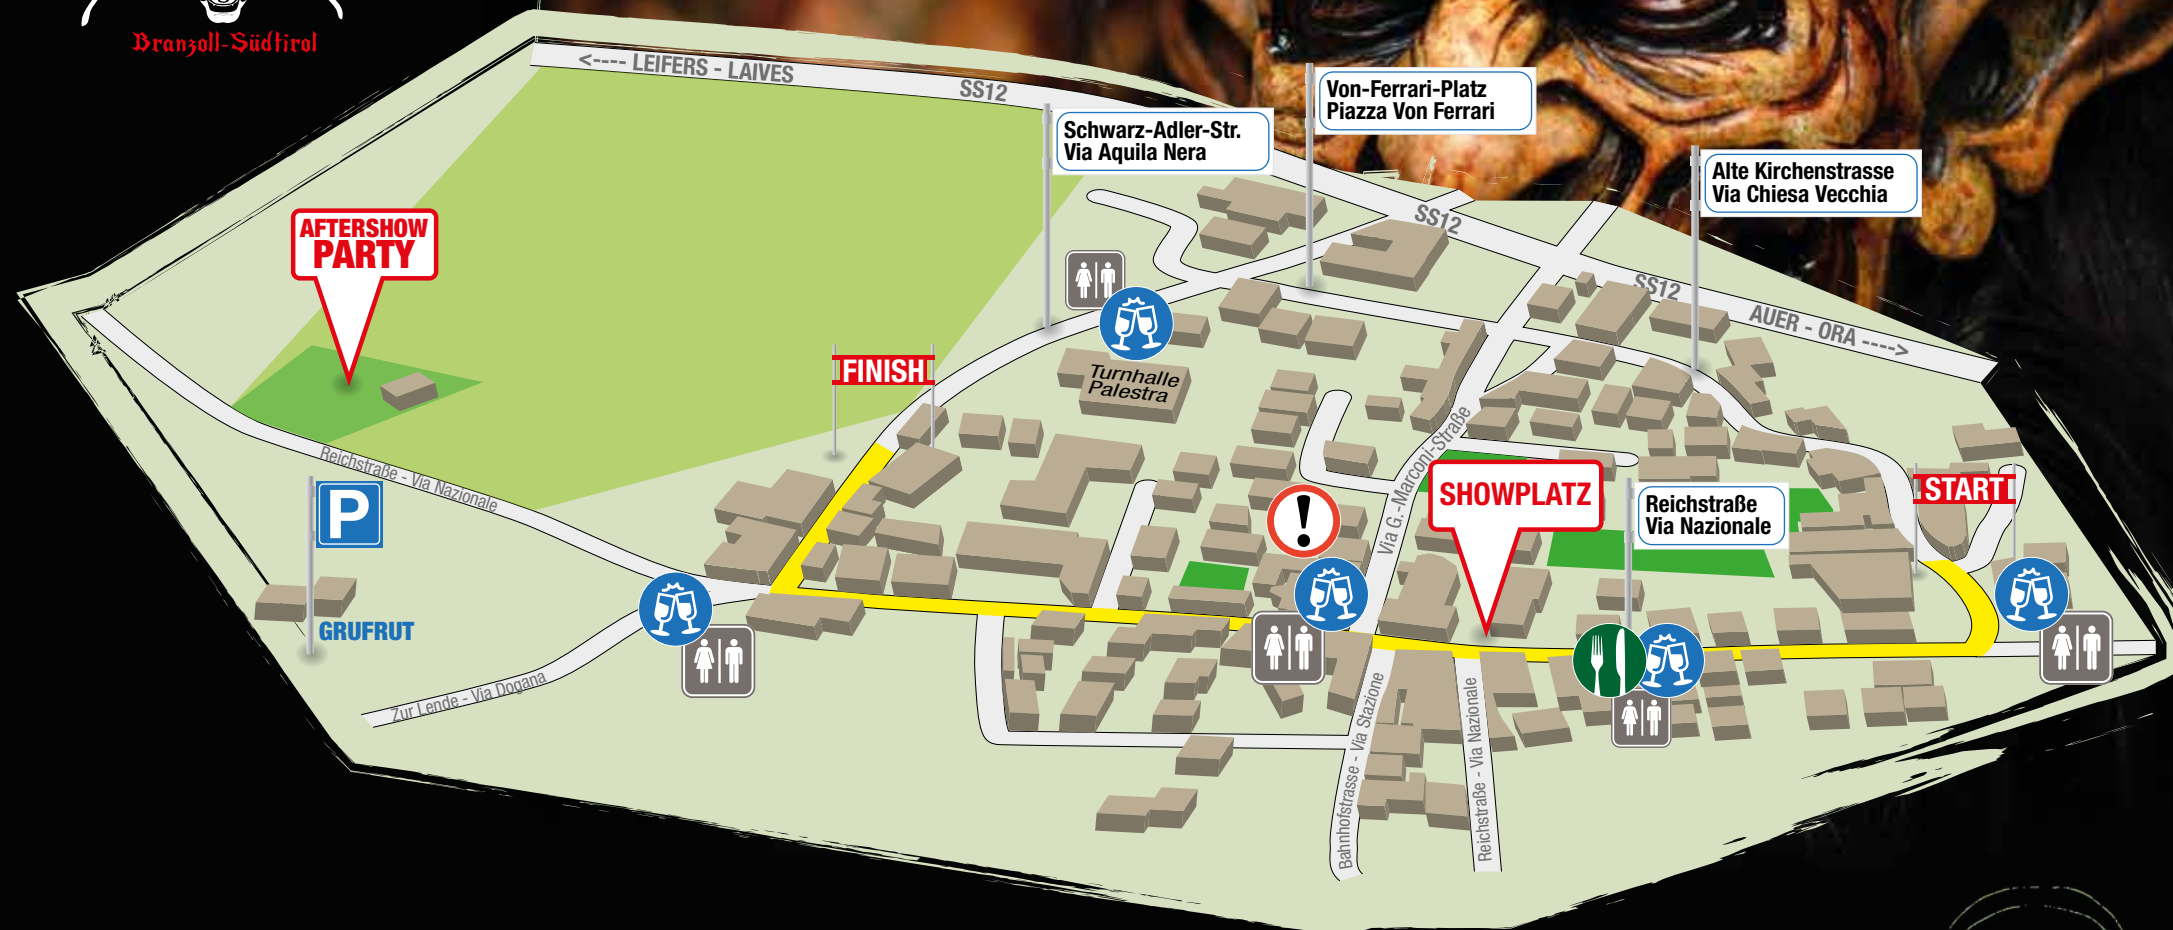 Branzoll-Südtirol
<---- LEIFERS - LAIVES
SS12
Von-Ferrari-Platz
Piazza Von Ferrari
Schwarz-Adler-Str.
Via Aquila Nera
Alte Kirchenstrasse
Via Chiesa Vecchia
SS12
SS12
AUER - ORA ---->
AFTERSHOW
PARTY
FINISH
Turnhalle
Palestra
Reichstraße - Via Nazionale
P
GRUFRUT
Zur Lende - Via Dogana
Via G.-Marconi-Straße
!
SHOWPLATZ
Reichstraße
Via Nazionale
START
Bahnhofstrasse - Via Stazione
Reichstraße - Via Nazionale